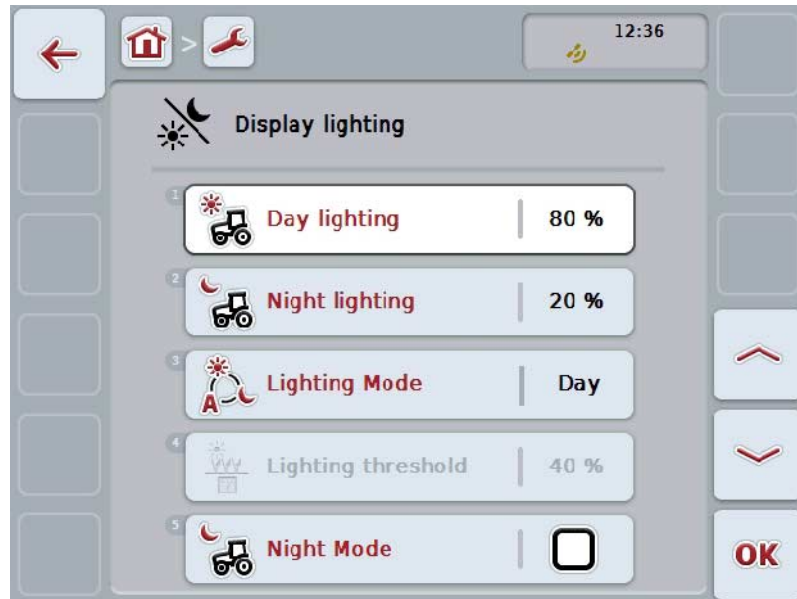 >
12:36
Display lighting
1
Day lighting 80 %
2
Night lighting 20 %
3
A
Lighting Mode Day
4
Lighting threshold 40 %
5
Night Mode
OK